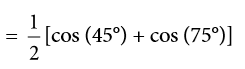 = 1/2 [cos (45°) + cos (75°)]